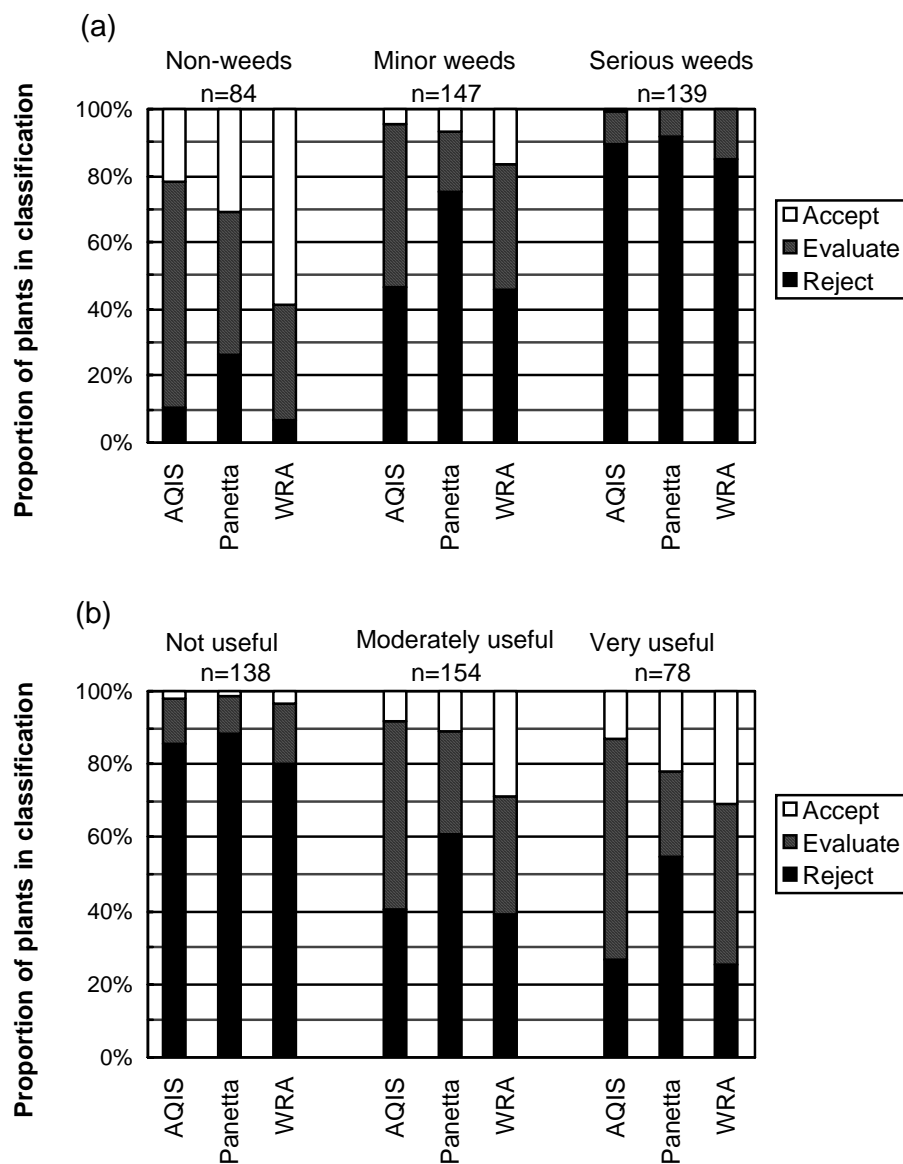 (a)
Non-weeds Minor weeds Serious weeds
n=84 n=147 n=139
Proportion of plants in classification
100%
80%
60%
40%
20%
0%
AQIS Panetta WRA AQIS Panetta WRA AQIS Panetta WRA
Accept
Evaluate
Reject
(b)
Not useful Moderately useful Very useful
n=138 n=154 n=78
Proportion of plants in classification
100%
80%
60%
40%
20%
0%
AQIS Panetta WRA AQIS Panetta WRA AQIS Panetta WRA
Accept
Evaluate
Reject